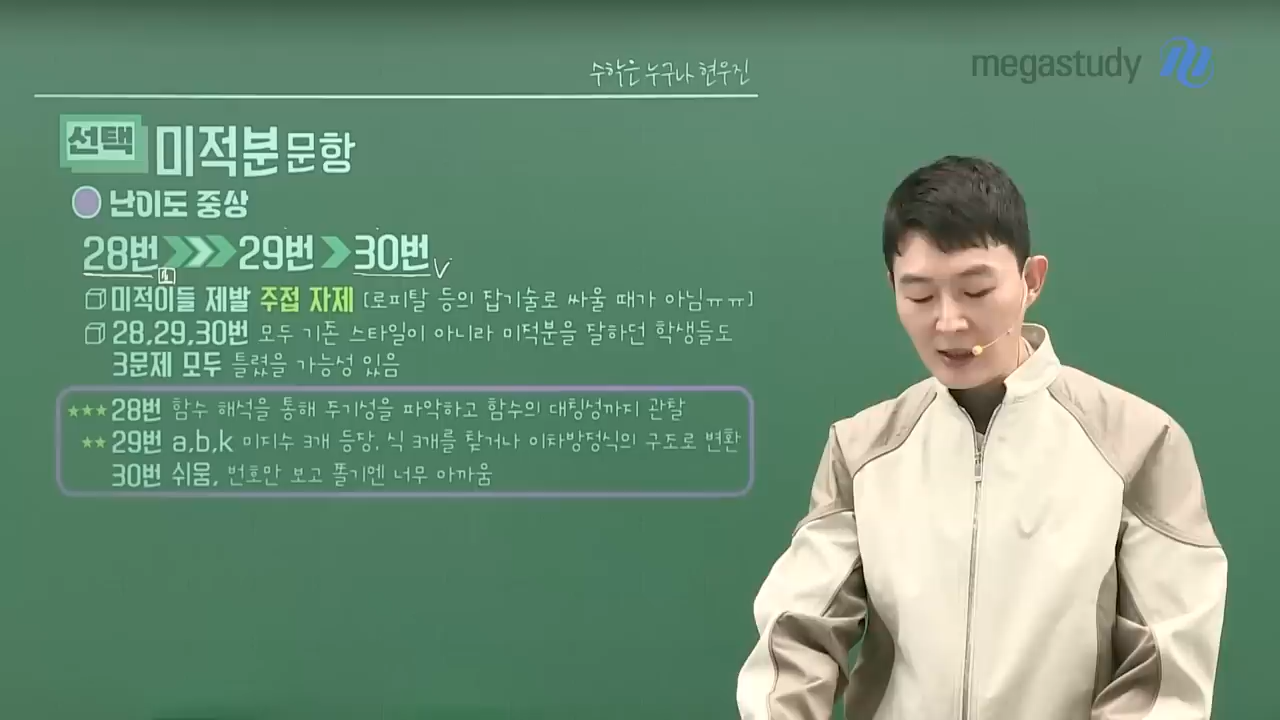 수학은 누구나 현우진
megastudy
선택 미적분 문항
난이도 중상
28번 29번 30번
미적이들 제발 주접 자제 [로피탈 등의 잡기술로 싸울 때가 아님ㅠㅠ]
28,29,30번 모두 기존 스타일이 아니라 미적분을 잘하던 학생들도
3문제 모두 틀렸을 가능성 있음
★★★ 28번 함수 해석을 통해 주기성을 파악하고 함수의 대칭성까지 관찰
★★ 29번 a,b,k 미지수 3개 등장, 식 3개를 찾거나 이차방정식의 구조로 변환
30번 쉬움, 번호만 보고 쫄기엔 너무 아까움